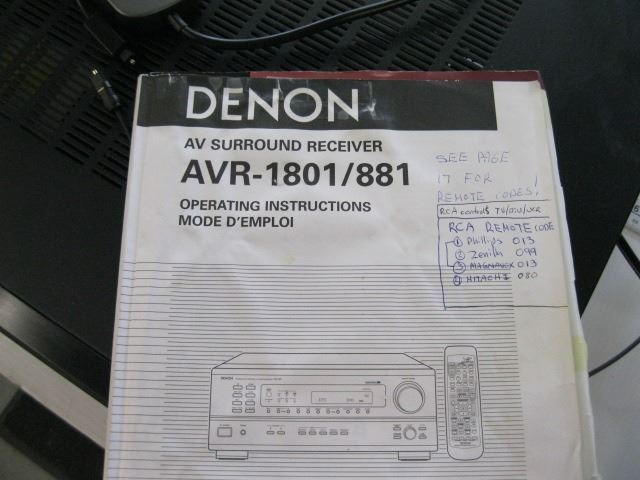 DENON
AV SURROUND RECEIVER
AVR-1801/881
OPERATING INSTRUCTIONS
MODE D'EMPLOI
SEE PAGE
17 FOR
REMOTE CODES!
RCA controls TV/DVD/VCR
RCA REMOTE CODE
① Phillips 013
② Zenith 099
③ MAGNAVOX 013
④ HITACHI 080
DENON